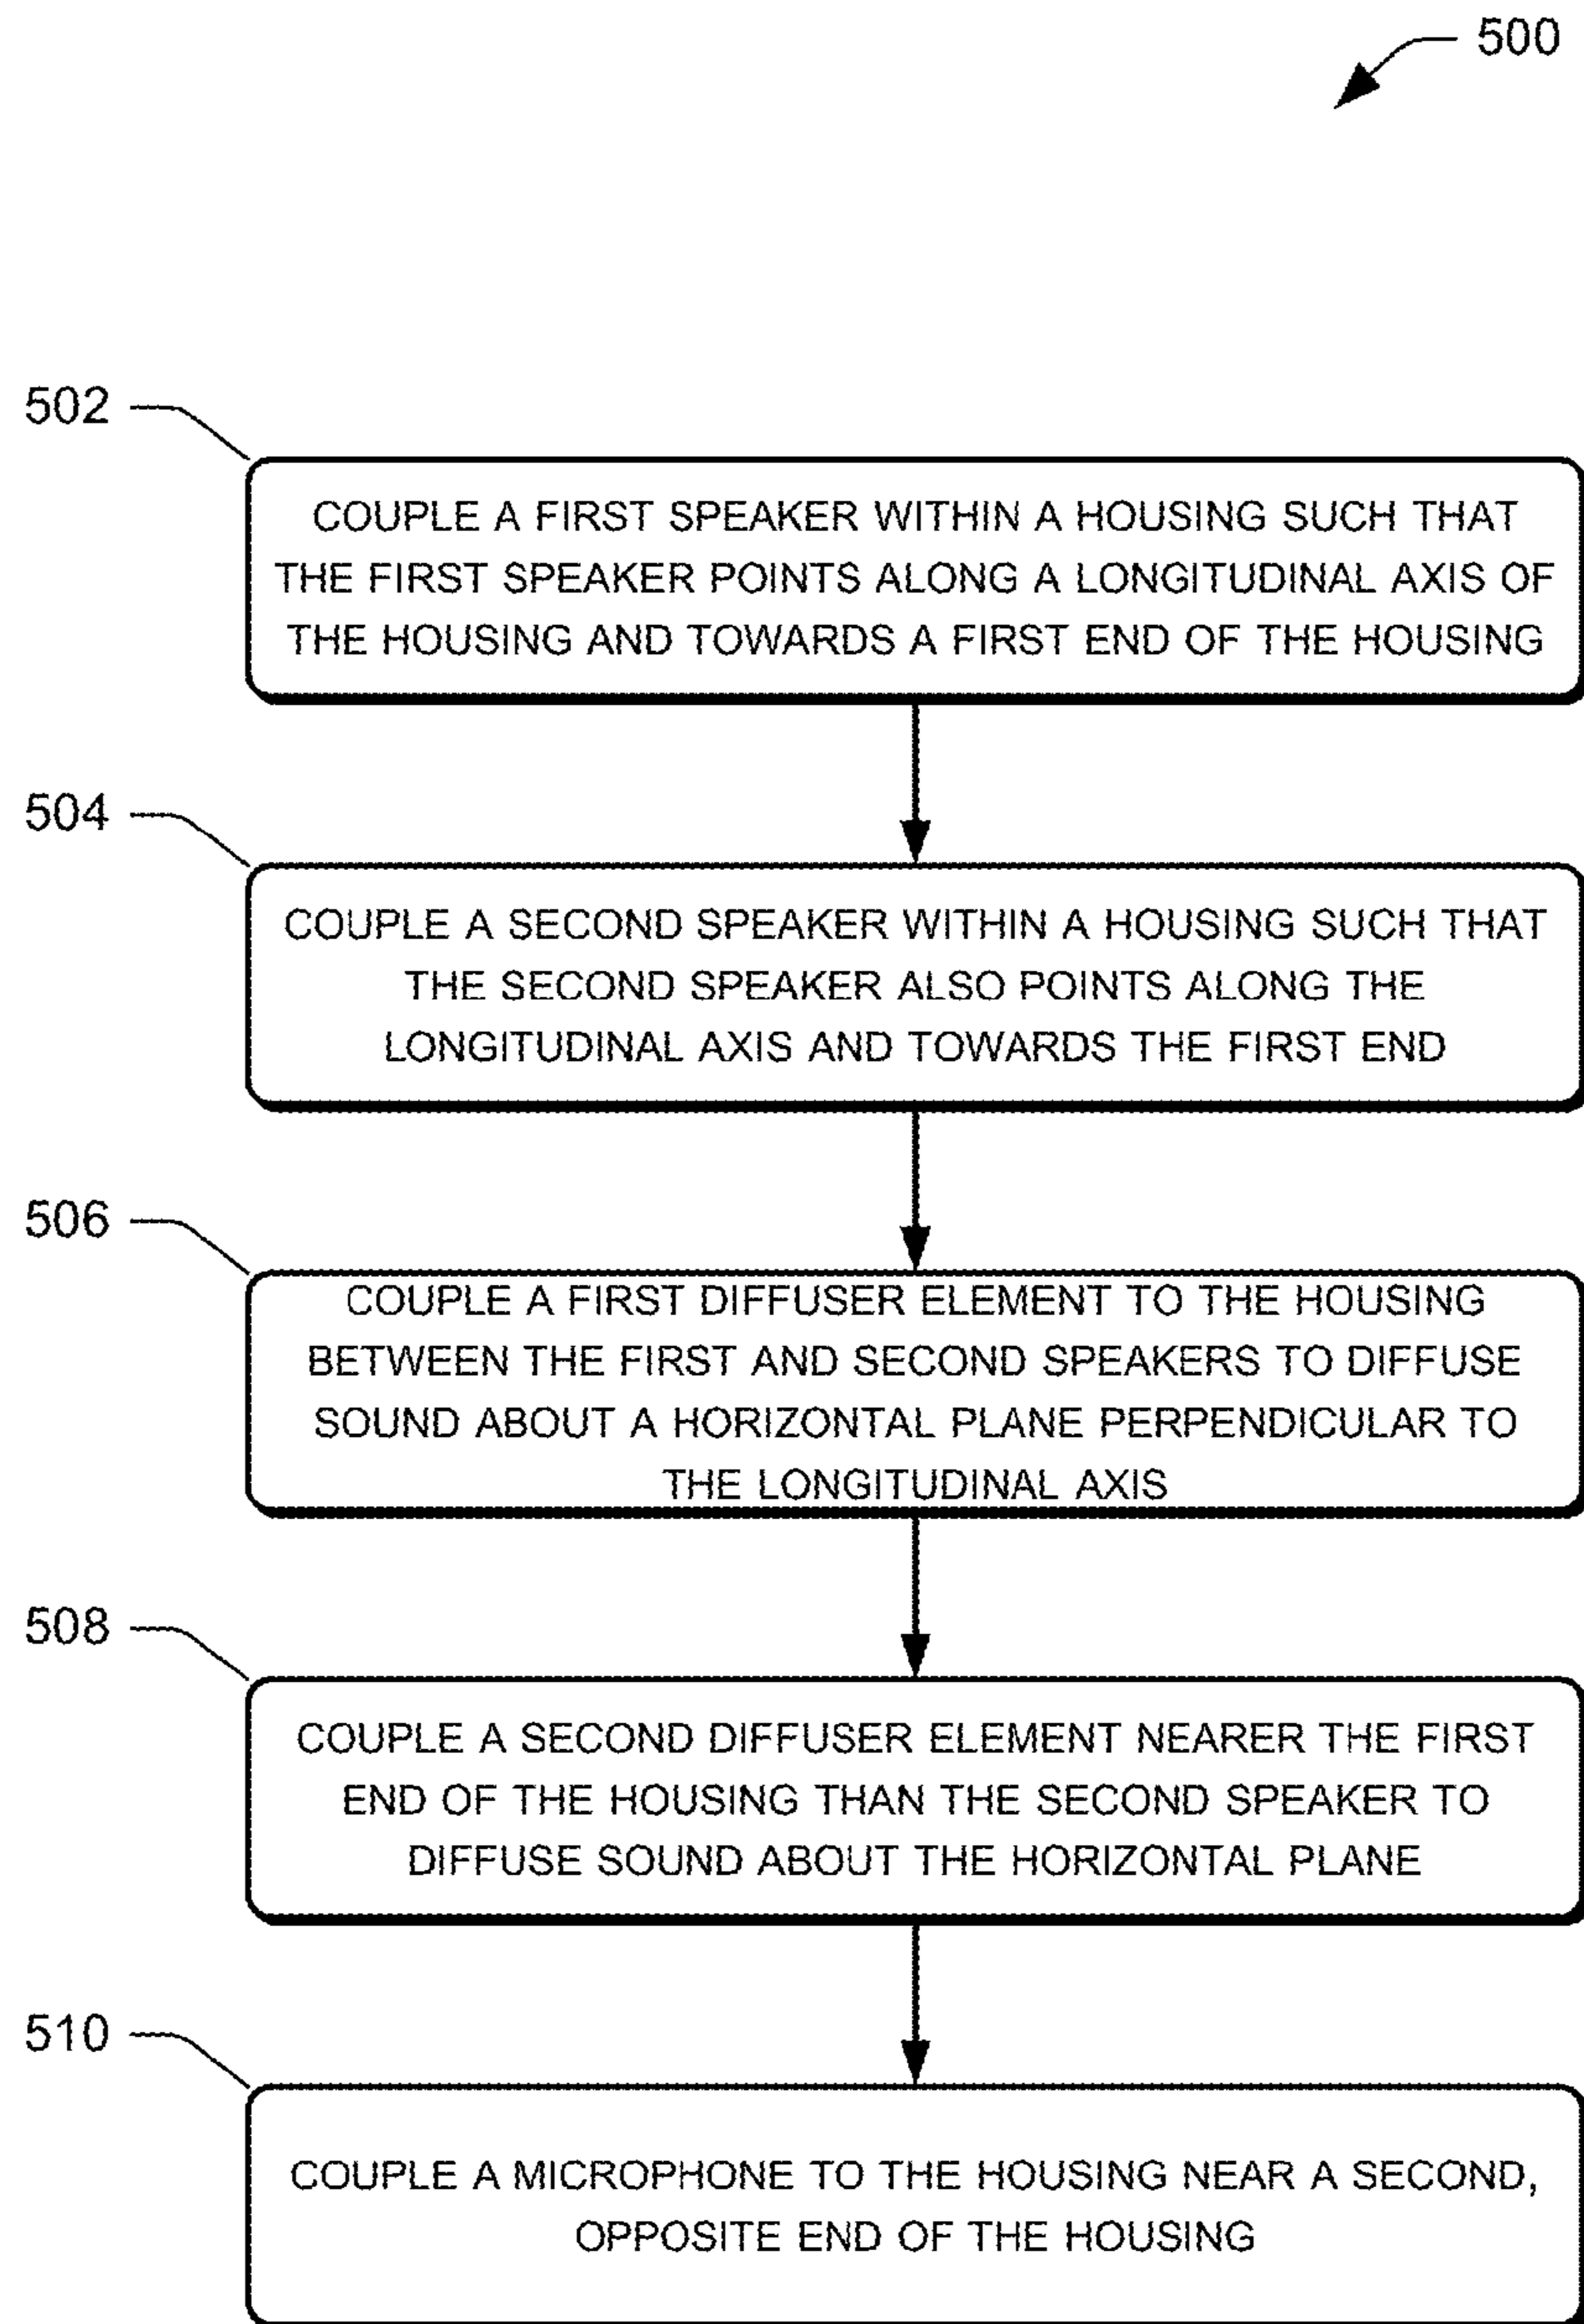 500
502
COUPLE A FIRST SPEAKER WITHIN A HOUSING SUCH THAT
THE FIRST SPEAKER POINTS ALONG A LONGITUDINAL AXIS OF
THE HOUSING AND TOWARDS A FIRST END OF THE HOUSING
504
COUPLE A SECOND SPEAKER WITHIN A HOUSING SUCH THAT
THE SECOND SPEAKER ALSO POINTS ALONG THE
LONGITUDINAL AXIS AND TOWARDS THE FIRST END
506
COUPLE A FIRST DIFFUSER ELEMENT TO THE HOUSING
BETWEEN THE FIRST AND SECOND SPEAKERS TO DIFFUSE
SOUND ABOUT A HORIZONTAL PLANE PERPENDICULAR TO
THE LONGITUDINAL AXIS
508
COUPLE A SECOND DIFFUSER ELEMENT NEARER THE FIRST
END OF THE HOUSING THAN THE SECOND SPEAKER TO
DIFFUSE SOUND ABOUT THE HORIZONTAL PLANE
510
COUPLE A MICROPHONE TO THE HOUSING NEAR A SECOND,
OPPOSITE END OF THE HOUSING